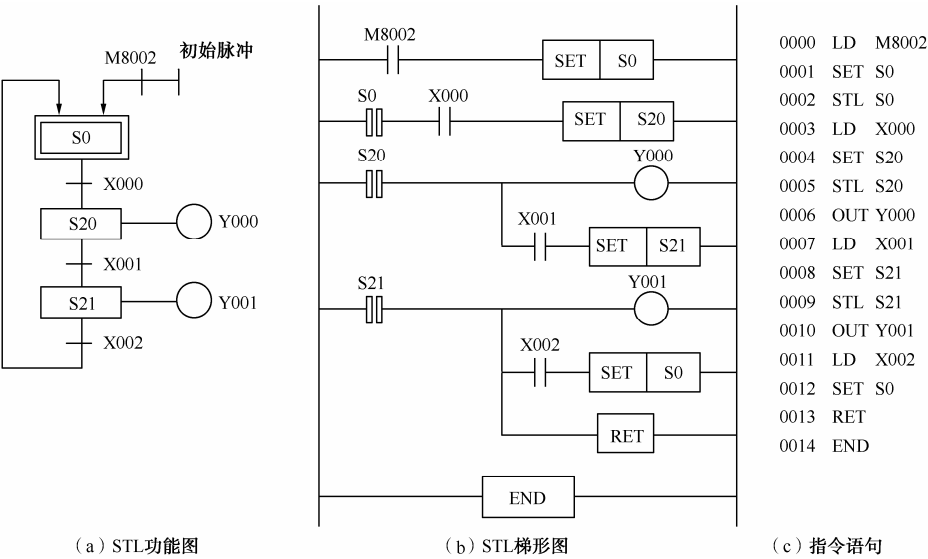 初始脉冲
M8002
S0
X000
S20
Y000
X001
S21
Y001
X002
(a) STL功能图
M8002
SET S0
S0 X000
SET S20
S20
Y000
X001
SET S21
S21
Y001
X002
SET S0
RET
END
(b) STL梯形图
0000 LD M8002
0001 SET S0
0002 STL S0
0003 LD X000
0004 SET S20
0005 STL S20
0006 OUT Y000
0007 LD X001
0008 SET S21
0009 STL S21
0010 OUT Y001
0011 LD X002
0012 SET S0
0013 RET
0014 END
(c) 指令语句